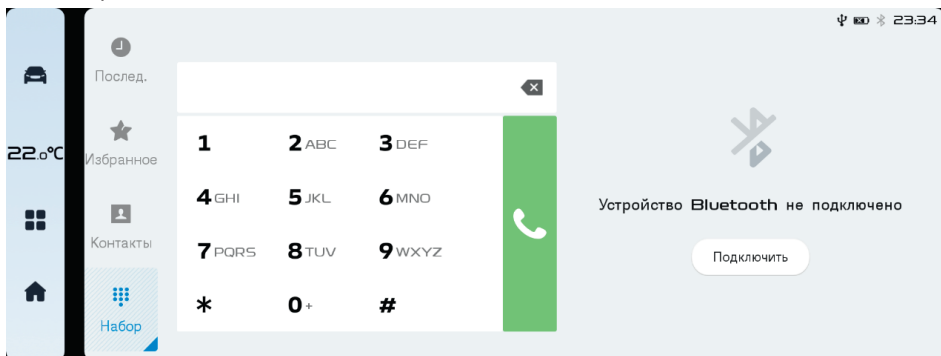 23:34
22.0°C
Послед.
Избранное
Контакты
Набор
1 2 ABC 3 DEF
4 GHI 5 JKL 6 MNO
7 PQRS 8 TUV 9 WXYZ
* 0 + #
Устройство Bluetooth не подключено
Подключить